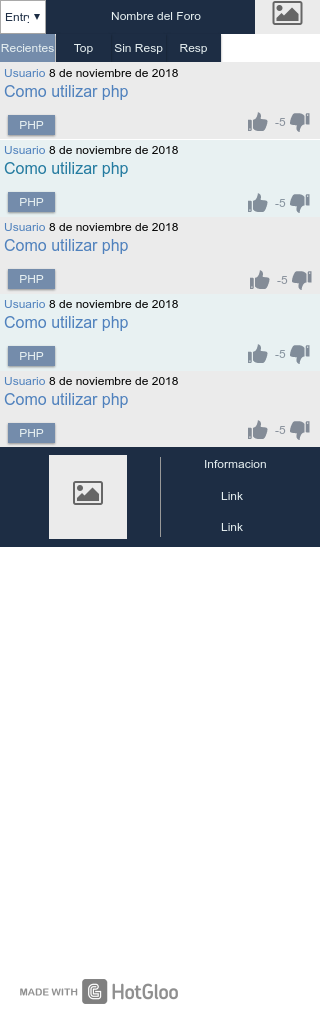 Entry Nombre del Foro
Recientes Top Sin Resp Resp
Usuario 8 de noviembre de 2018
Como utilizar php
PHP -5
Usuario 8 de noviembre de 2018
Como utilizar php
PHP -5
Usuario 8 de noviembre de 2018
Como utilizar php
PHP -5
Usuario 8 de noviembre de 2018
Como utilizar php
PHP -5
Usuario 8 de noviembre de 2018
Como utilizar php
PHP -5
Informacion
Link
Link
MADE WITH HotGloo